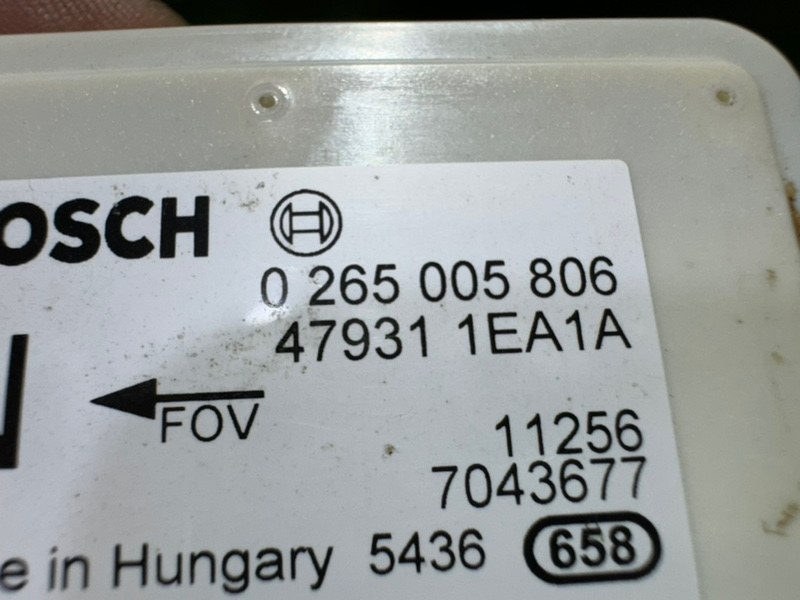 OSCH
0 265 005 806
47931 1EA1A
FOV
11256
7043677
e in Hungary 5436 658